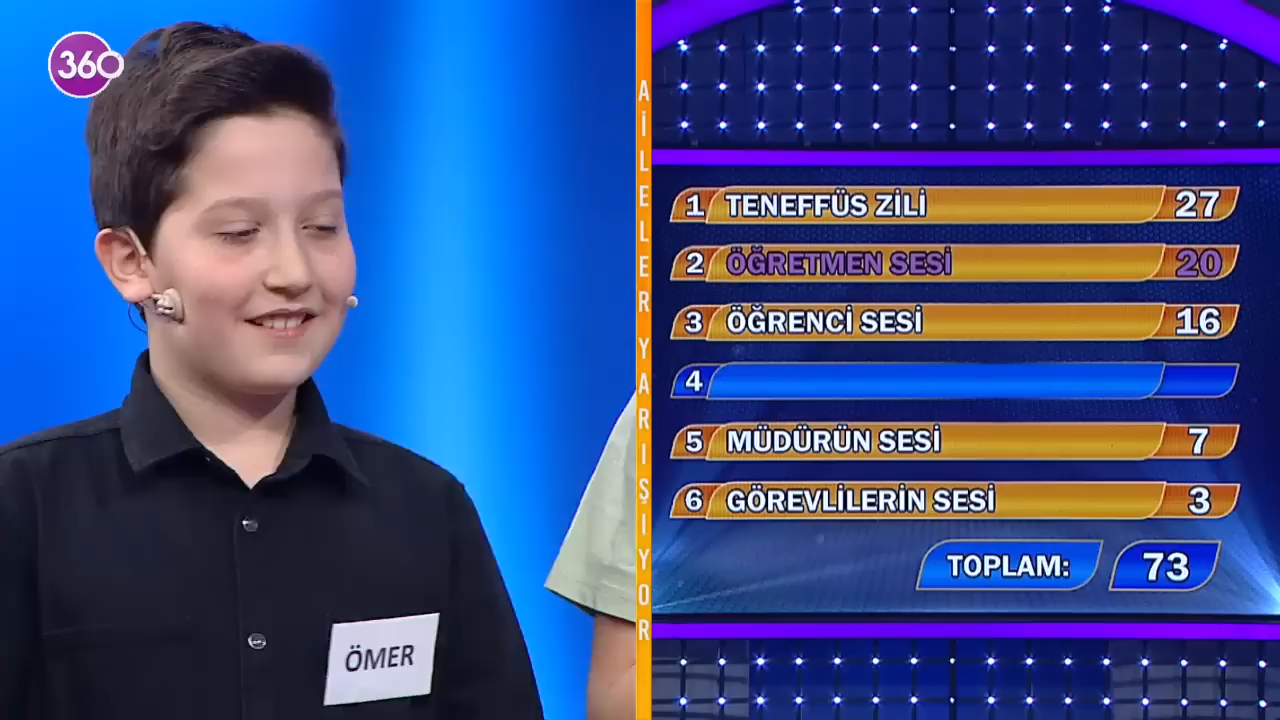 360
AİLELER YARIŞIYOR
1 TENEFFÜS ZİLİ 27
2 ÖĞRETMEN SESİ 20
3 ÖĞRENCİ SESİ 16
4
5 MÜDÜRÜN SESİ 7
6 GÖREVLİLERİN SESİ 3
TOPLAM: 73
ÖMER